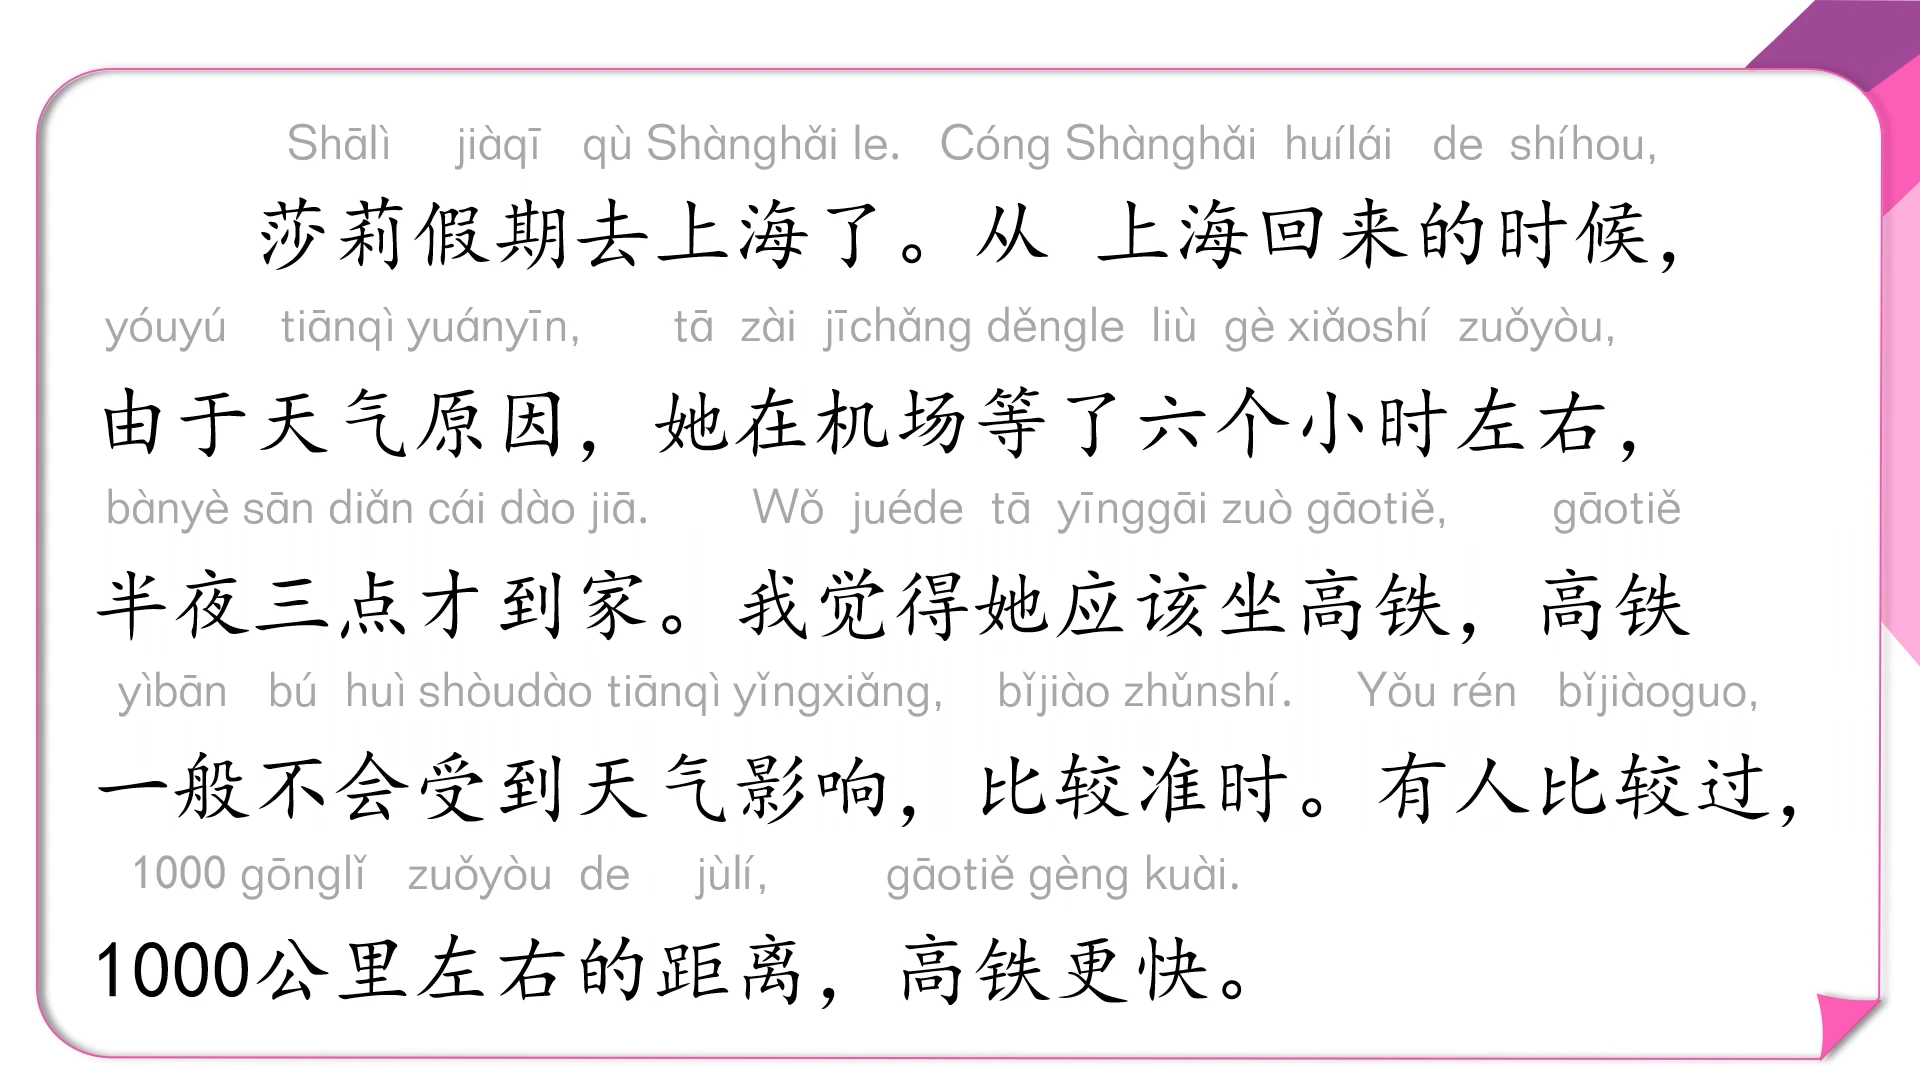 Shālì jiàqī qù Shànghǎi le. Cóng Shànghǎi huílái de shíhou,
莎莉假期去上海了。从 上海回来的时候，
yóuyú tiānqì yuányīn, tā zài jīchǎng děngle liù gè xiǎoshí zuǒyòu,
由于天气原因，她在机场等了六个小时左右，
bànyè sān diǎn cái dào jiā. Wǒ juéde tā yīnggāi zuò gāotiě, gāotiě
半夜三点才到家。我觉得她应该坐高铁，高铁
yìbān bú huì shòudào tiānqì yǐngxiǎng, bǐjiào zhǔnshí. Yǒu rén bǐjiàoguo,
一般不会受到天气影响，比较准时。有人比较过，
1000 gōnglǐ zuǒyòu de jùlí, gāotiě gèng kuài.
1000公里左右的距离，高铁更快。